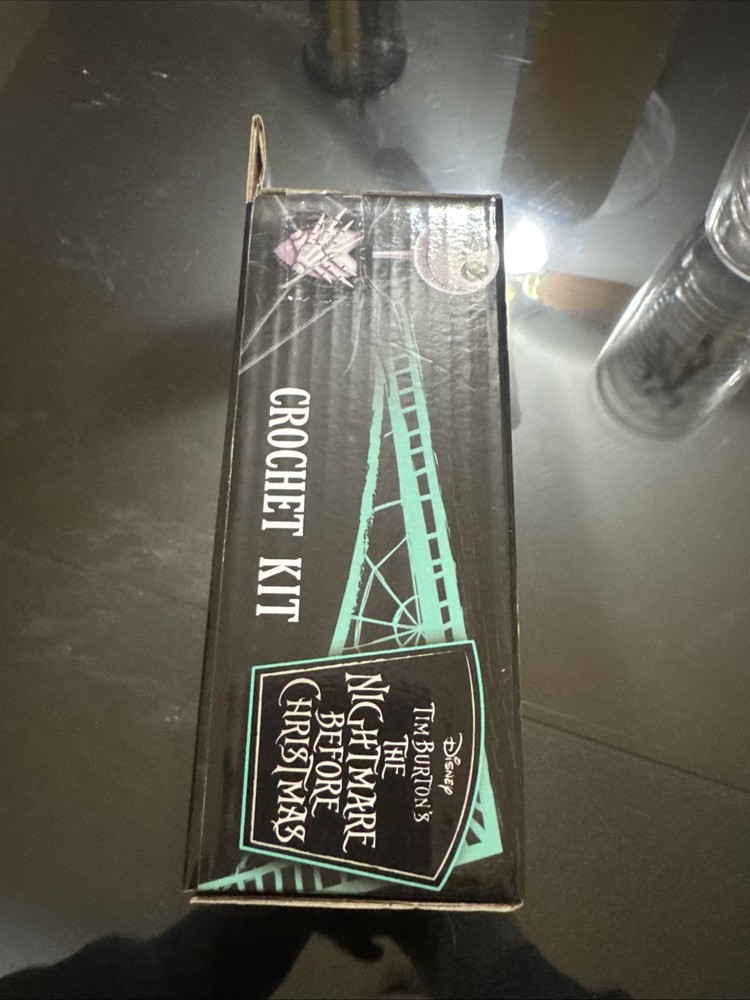 Disney
TIM BURTON'S
THE
NIGHTMARE
BEFORE
CHRISTMAS
CROCHET KIT